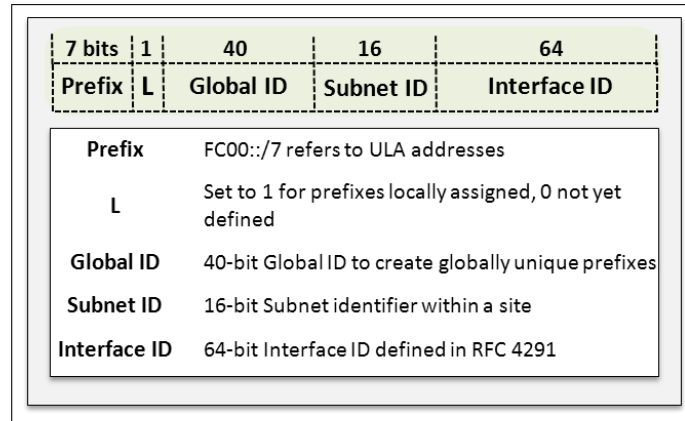 7 bits 1 40 16 64
Prefix L Global ID Subnet ID Interface ID
Prefix FC00::/7 refers to ULA addresses
L Set to 1 for prefixes locally assigned, 0 not yet
defined
Global ID 40-bit Global ID to create globally unique prefixes
Subnet ID 16-bit Subnet identifier within a site
Interface ID 64-bit Interface ID defined in RFC 4291